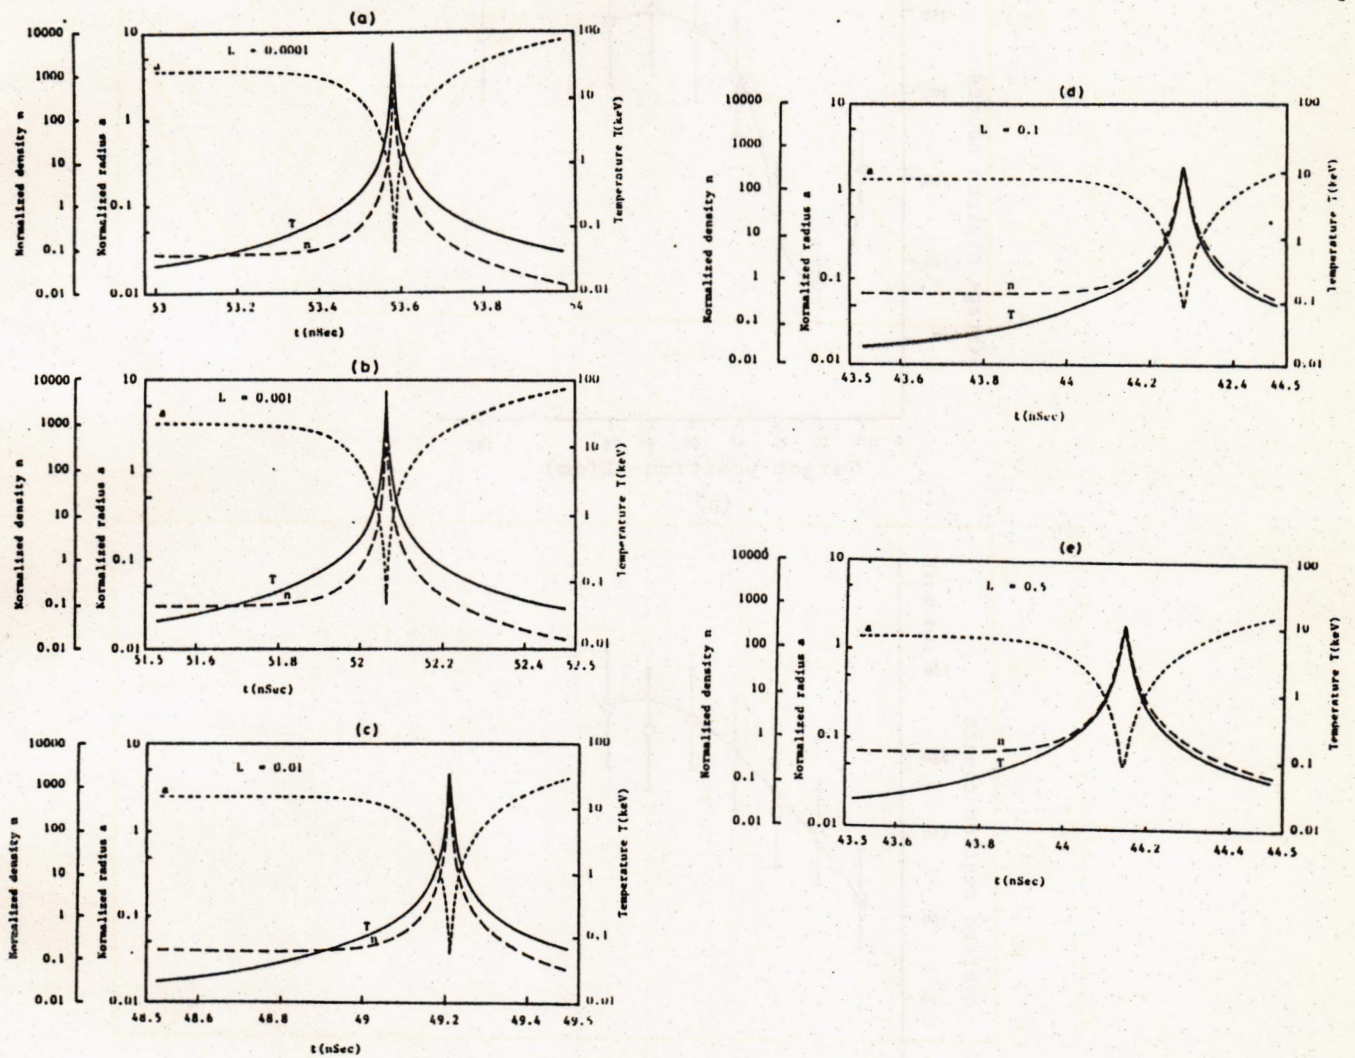 (a)
L = 0.0001
Normalized density n
10000
1000
100
10
1
0.1
0.01
Normalized radius a
10
1
0.1
0.01
Temperature T(keV)
100
10
1
0.1
0.01
a
T
n
53
53.2
53.4
53.6
53.8
t(nSec)
(b)
L = 0.001
Normalized density n
10000
1000
100
10
1
0.1
0.01
Normalized radius a
10
1
0.1
0.01
Temperature T(keV)
100
10
1
0.1
0.01
a
T
n
51.5
51.6
51.8
52
52.2
52.4
52.5
t(nSec)
(c)
L = 0.01
Normalized density n
10000
1000
100
10
1
0.1
0.01
Normalized radius a
10
1
0.1
0.01
Temperature T(keV)
100
10
1
0.1
0.01
a
T
n
48.5
48.6
48.8
49
49.2
49.4
49.5
t(nSec)
(d)
L = 0.1
Normalized density n
10000
1000
100
10
1
0.1
0.01
Normalized radius a
10
1
0.1
0.01
Temperature T(keV)
100
10
1
0.1
0.01
a
n
T
43.5
43.6
43.8
44
44.2
42.4
44.5
t(nSec)
(e)
L = 0.5
Normalized density n
10000
1000
100
10
1
0.1
0.01
Normalized radius a
10
1
0.1
0.01
Temperature T(keV)
100
10
1
0.1
0.01
a
n
T
43.5
43.6
43.8
44
44.2
44.4
44.5
t(nSec)